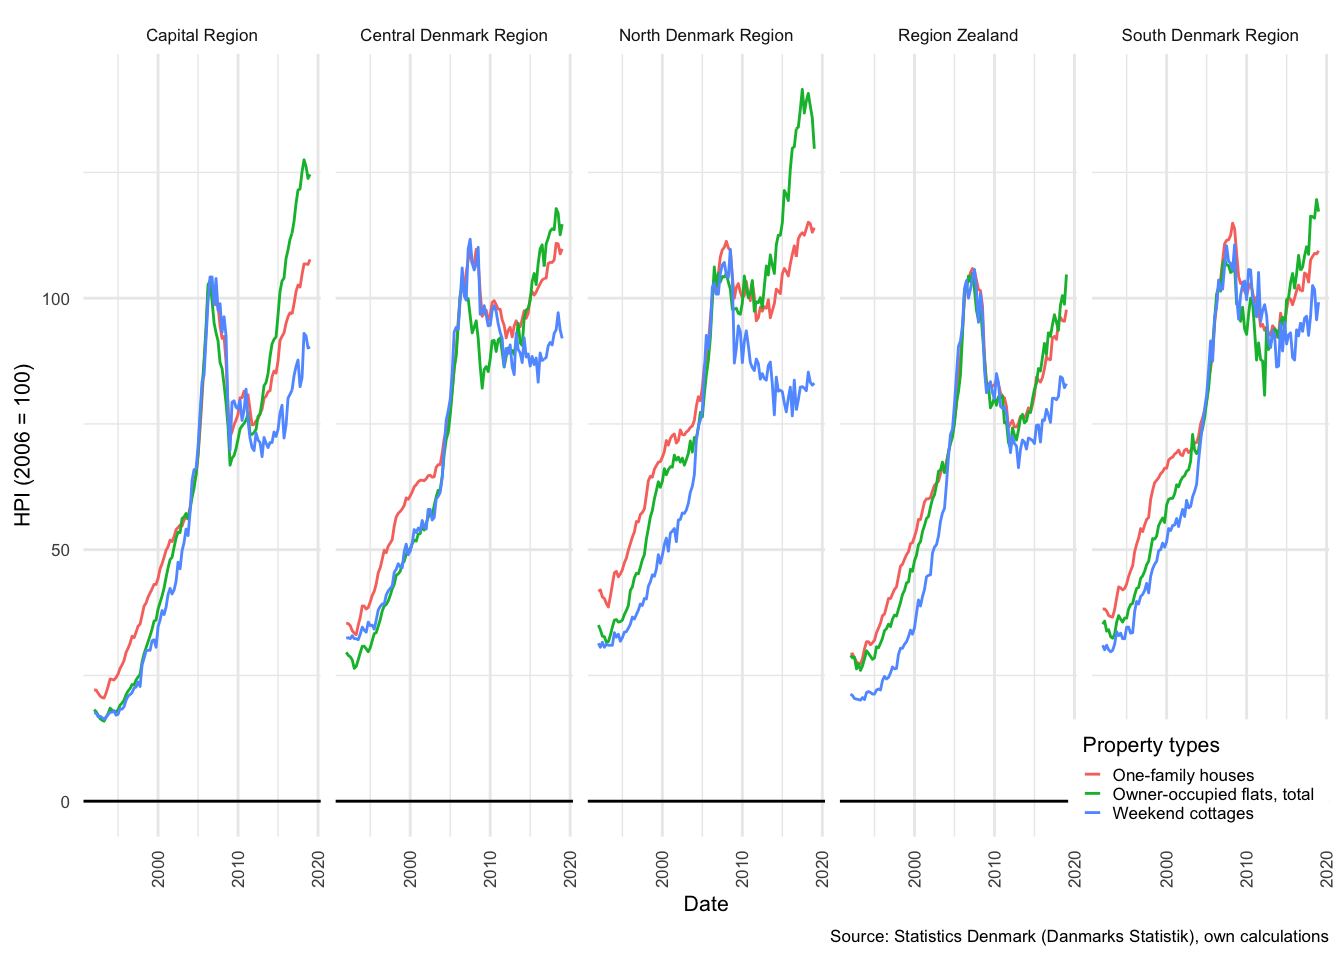 Capital Region
Central Denmark Region
North Denmark Region
Region Zealand
South Denmark Region
HPI (2006 = 100)
100
50
0
Property types
One-family houses
Owner-occupied flats, total
Weekend cottages
2000 2010 2020 2000 2010 2020 2000 2010 2020 2000 2010 2020 2000 2010 2020
Date
Source: Statistics Denmark (Danmarks Statistik), own calculations